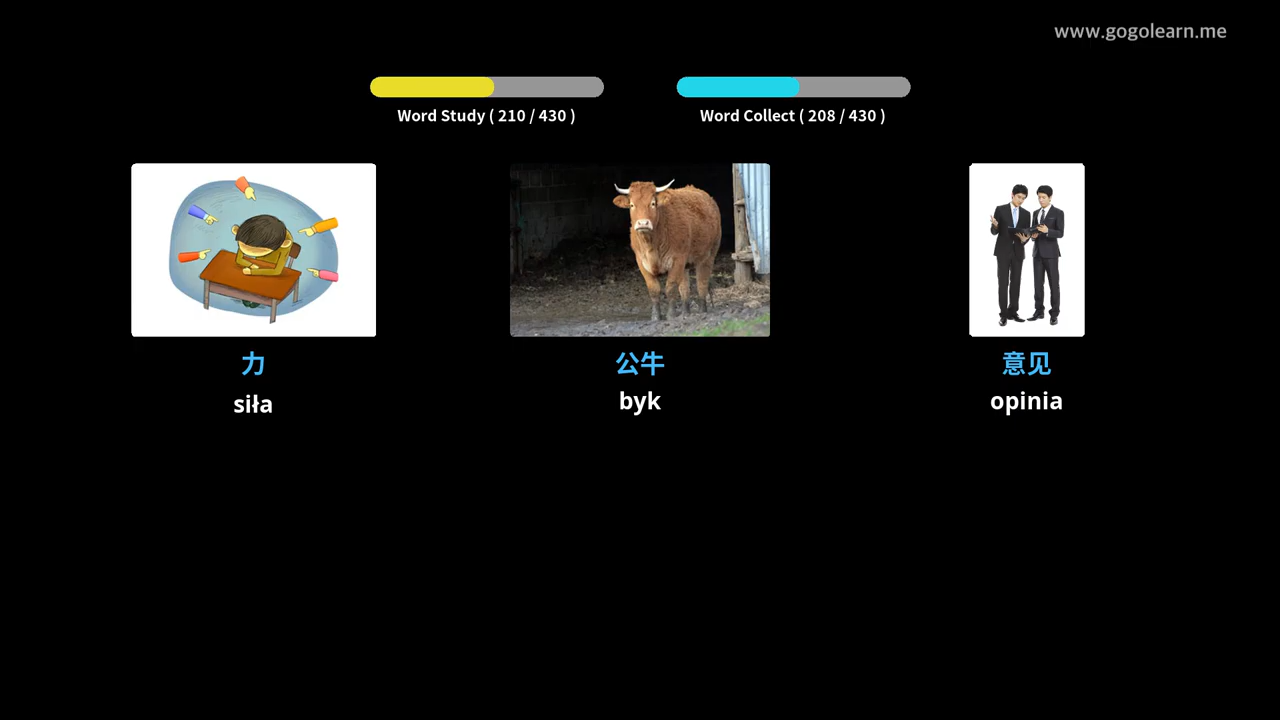 www.gogolearn.me
Word Study ( 210 / 430 )
Word Collect ( 208 / 430 )
力
siła
公牛
byk
意见
opinia